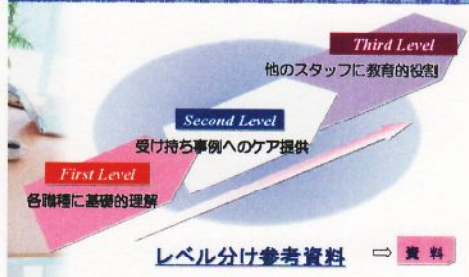 Third Level
他のスタッフに教育的役割
Second Level
受け持ち事例へのケア提供
First Level
各職種に基礎的理解
レベル分け参考資料 ⇨ 資料